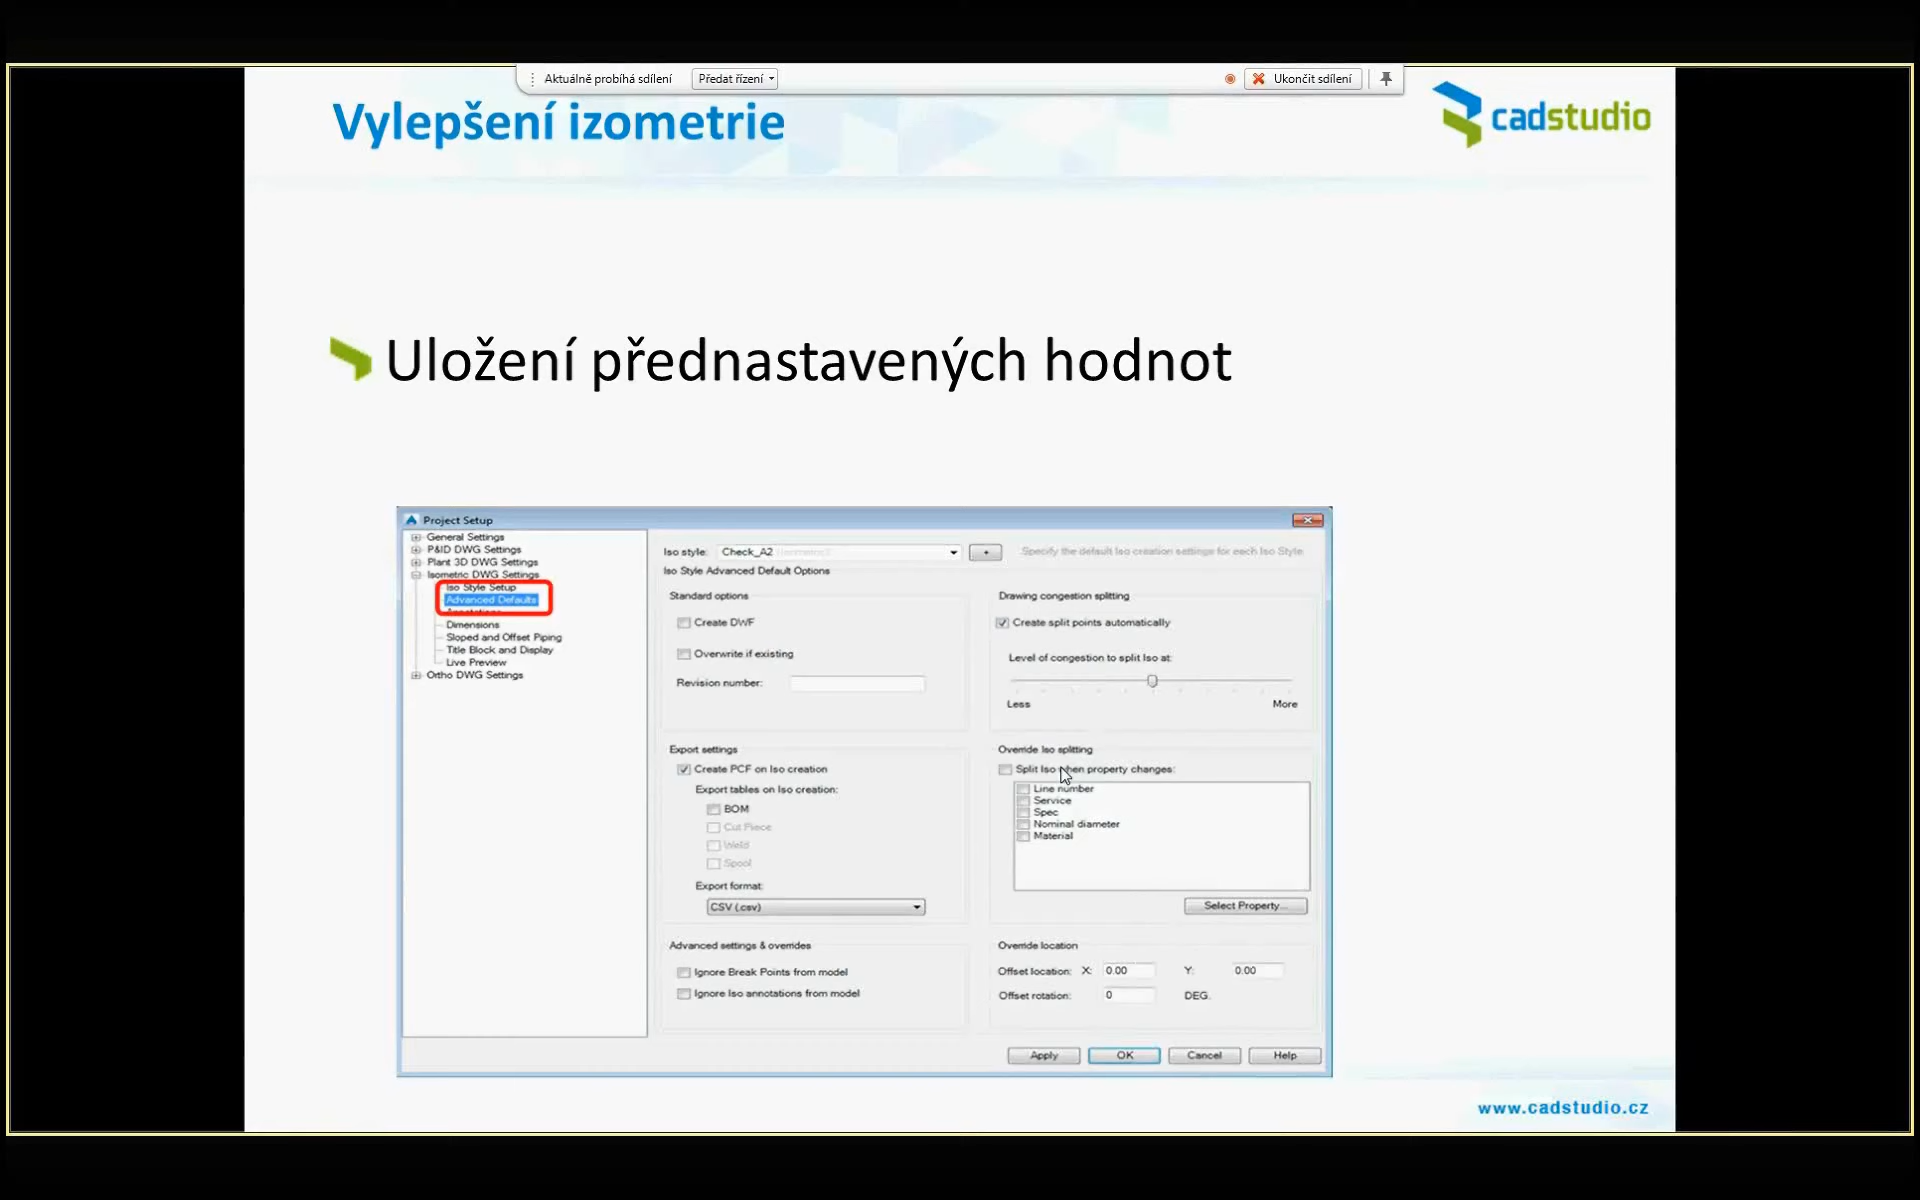 Aktuálně probíhá sdílení
Předat řízení
Ukončit sdílení
Vylepšení izometrie
cadstudio
Uložení přednastavených hodnot
Project Setup
General Settings
P&ID DWG Settings
Plant 3D DWG Settings
Isometric DWG Settings
Iso Style Setup
Advanced Defaults
Annotations
Dimensions
Sloped and Offset Piping
Title Block and Display
Live Preview
Ortho DWG Settings
Iso style: Check_A2
+
Specify the default Iso creation settings for each Iso Style
Iso Style Advanced Default Options
Standard options
Create DWF
Overwrite if existing
Revision number:
Drawing congestion splitting
Create split points automatically
Level of congestion to split Iso at:
Less
More
Export settings
Create PCF on Iso creation
Export tables on Iso creation:
BOM
Cut Piece
Weld
Spool
Export format:
CSV (.csv)
Override Iso splitting
Split Iso when property changes:
Line number
Service
Spec
Nominal diameter
Material
Select Property...
Advanced settings & overrides
Ignore Break Points from model
Ignore Iso annotations from model
Override location
Offset location: X: 0.00 Y: 0.00
Offset rotation: 0 DEG.
Apply
OK
Cancel
Help
www.cadstudio.cz